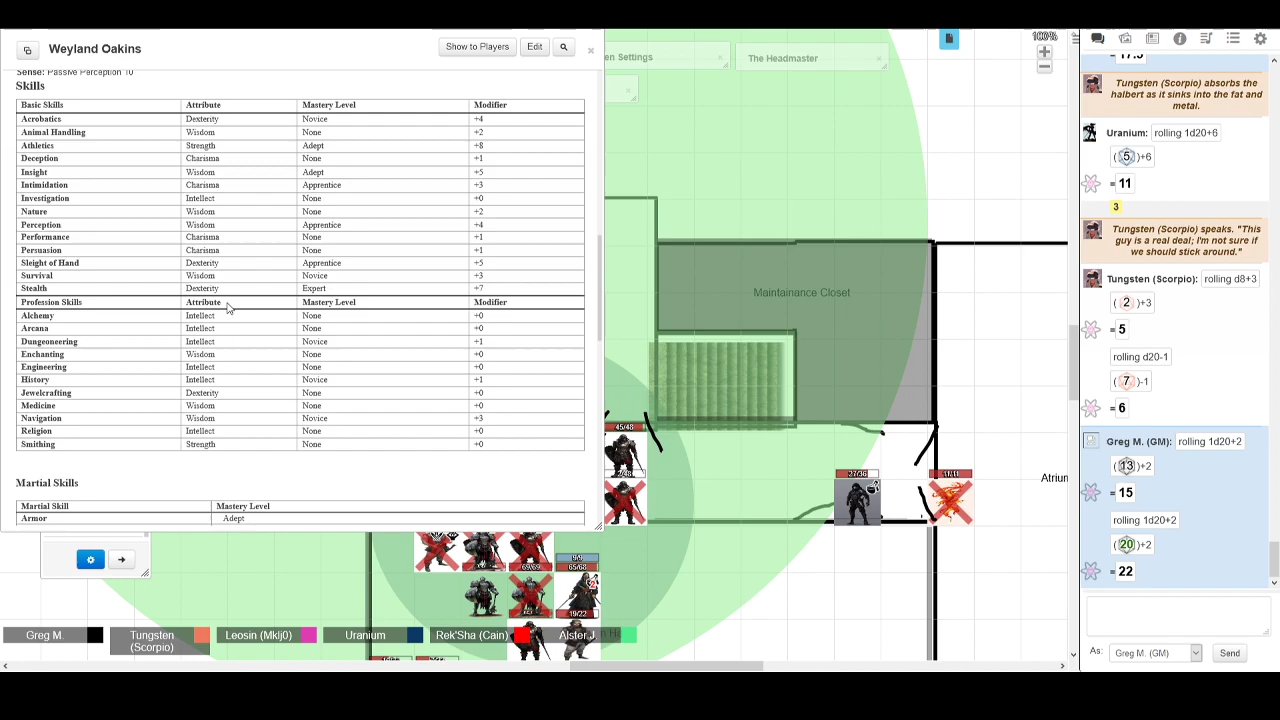 Weyland Oakins
Show to Players
Edit
Sense: Passive Perception 10
Skills
Basic Skills Attribute Mastery Level Modifier
Acrobatics Dexterity Novice +4
Animal Handling Wisdom None +2
Athletics Strength Adept +8
Deception Charisma None +1
Insight Wisdom Adept +5
Intimidation Charisma Apprentice +3
Investigation Intellect None +0
Nature Wisdom None +2
Perception Wisdom Apprentice +4
Performance Charisma None +1
Persuasion Charisma None +1
Sleight of Hand Dexterity Apprentice +5
Survival Wisdom Novice +3
Stealth Dexterity Expert +7
Profession Skills Attribute Mastery Level Modifier
Alchemy Intellect None +0
Arcana Intellect None +0
Dungeoneering Intellect Novice +1
Enchanting Wisdom None +0
Engineering Intellect None +0
History Intellect Novice +1
Jewelcrafting Dexterity None +0
Medicine Wisdom None +0
Navigation Wisdom Novice +3
Religion Intellect None +0
Smithing Strength None +0
Martial Skills
Martial Skill Mastery Level
Armor Adept
en Settings
The Headmaster
100%
Maintainance Closet
45/48
27/36
11/11
Atrium
9/9
69/69
65/68
19/22
Greg M.
Tungsten (Scorpio)
Leosin (Mklj0)
Uranium
Rek'Sha (Cain)
Alster J.
17.5
Tungsten (Scorpio) absorbs the
halbert as it sinks into the fat and
metal.
Uranium: rolling 1d20+6
(5)+6
= 11
3
Tungsten (Scorpio) speaks. "This
guy is a real deal; I'm not sure if
we should stick around."
Tungsten (Scorpio): rolling d8+3
(2)+3
= 5
rolling d20-1
(7)-1
= 6
Greg M. (GM): rolling 1d20+2
(13)+2
= 15
rolling 1d20+2
(20)+2
= 22
As: Greg M. (GM) Send